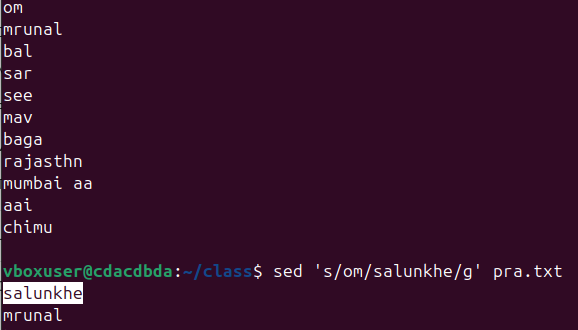 om
mrunal
bal
sar
see
mav
baga
rajasthn
mumbai aa
aai
chimu
vboxuser@cdacdbda:~/class$ sed 's/om/salunkhe/g' pra.txt
salunkhe
mrunal